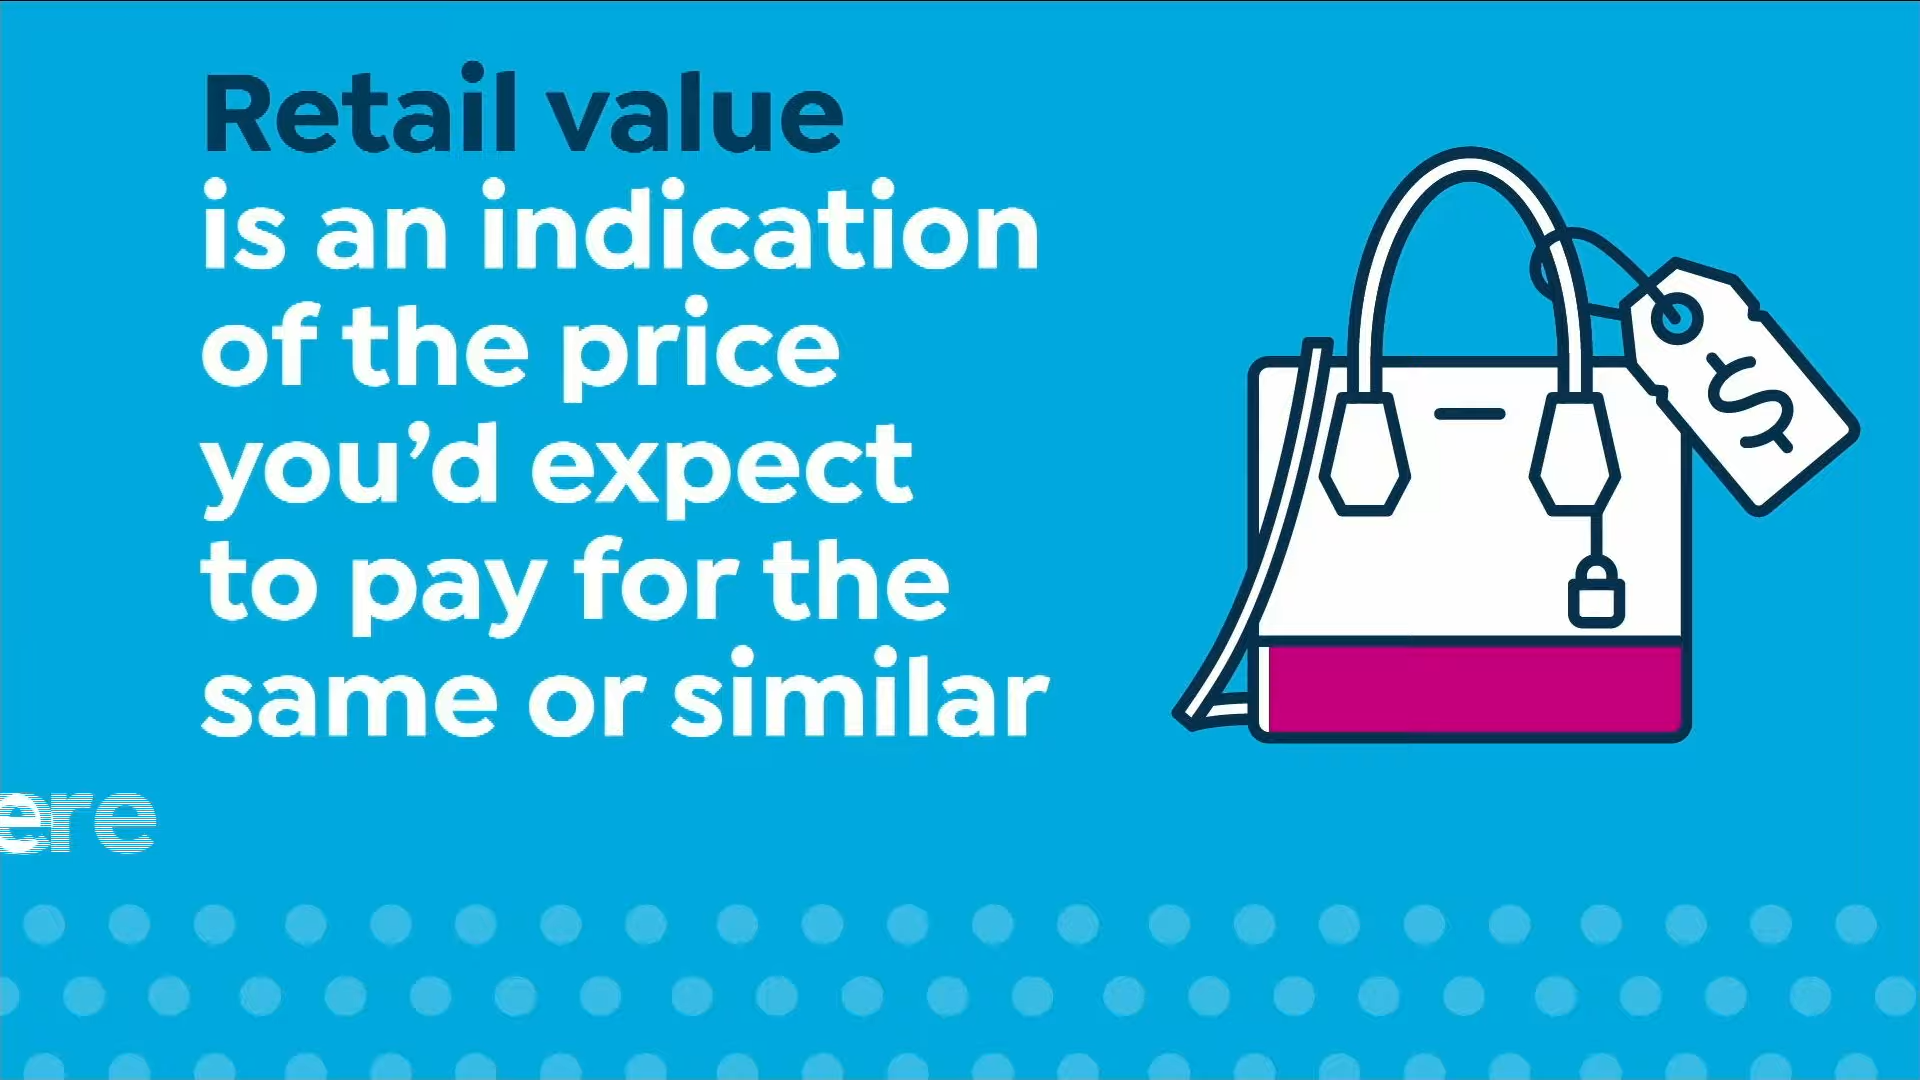 Retail value
is an indication
of the price
you’d expect
to pay for the
same or similar
ere
$